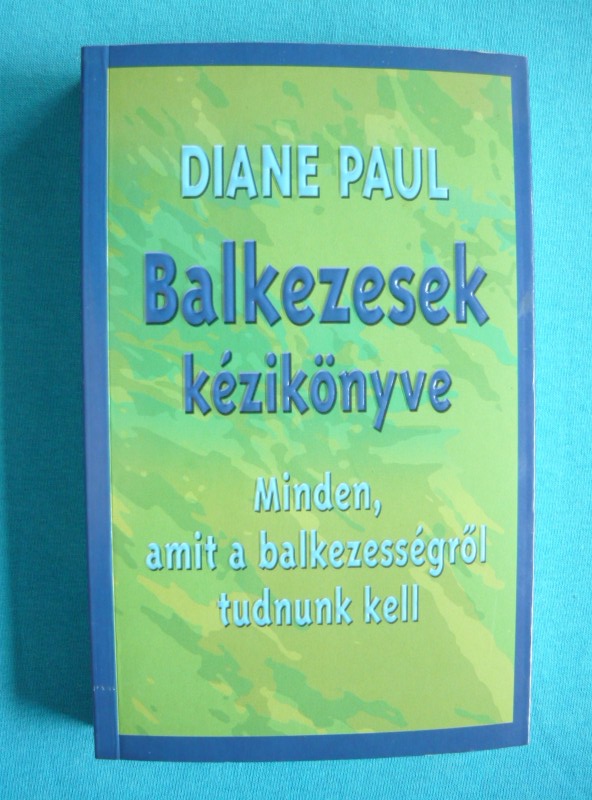 DIANE PAUL
Balkezesek
kézikönyve
Minden,
amit a balkezességről
tudnunk kell